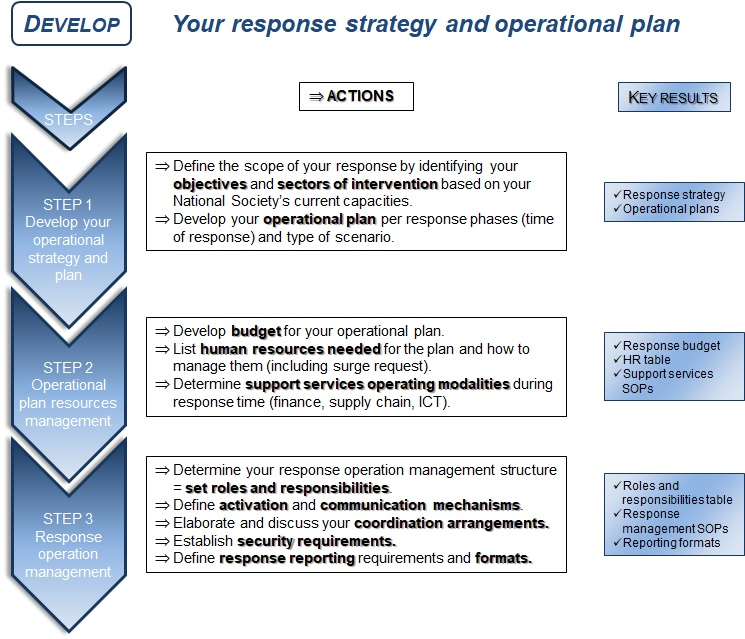 DEVELOP
Your response strategy and operational plan
STEPS
⇒ ACTIONS
KEY RESULTS
STEP 1
Develop your
operational
strategy and
plan
⇒ Define the scope of your response by identifying your
objectives and sectors of intervention based on your
National Society's current capacities.
⇒ Develop your operational plan per response phases (time
of response) and type of scenario.
✓Response strategy
✓Operational plans
STEP 2
Operational
plan resources
management
⇒ Develop budget for your operational plan.
⇒ List human resources needed for the plan and how to
manage them (including surge request).
⇒ Determine support services operating modalities during
response time (finance, supply chain, ICT).
✓Response budget
✓HR table
✓Support services
SOPs
STEP 3
Response
operation
management
⇒ Determine your response operation management structure
= set roles and responsibilities.
⇒ Define activation and communication mechanisms.
⇒ Elaborate and discuss your coordination arrangements.
⇒ Establish security requirements.
⇒ Define response reporting requirements and formats.
✓Roles and
responsibilities table
✓Response
management SOPs
✓Reporting formats